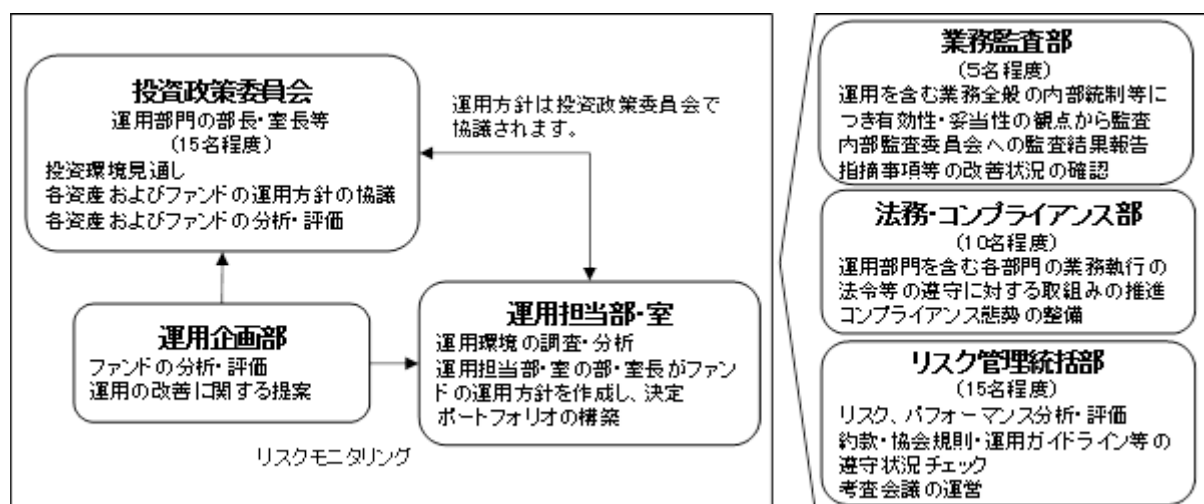 投資政策委員会
運用部門の部長・室長等
(15名程度)
投資環境見通し
各資産およびファンドの運用方針の協議
各資産およびファンドの分析・評価
運用方針は投資政策委員会で
協議されます。
運用企画部
ファンドの分析・評価
運用の改善に関する提案
運用担当部・室
運用環境の調査・分析
運用担当部・室の部・室長がファン
ドの運用方針を作成し、決定
ポートフォリオの構築
リスクモニタリング
業務監査部
(5名程度)
運用を含む業務全般の内部統制等に
つき有効性・妥当性の観点から監査
内部監査委員会への監査結果報告
指摘事項等の改善状況の確認
法務・コンプライアンス部
(10名程度)
運用部門を含む各部門の業務執行の
法令等の遵守に対する取組みの推進
コンプライアンス態勢の整備
リスク管理統括部
(15名程度)
リスク、パフォーマンス分析・評価
約款・協会規則・運用ガイドライン等の
遵守状況チェック
考査会議の運営